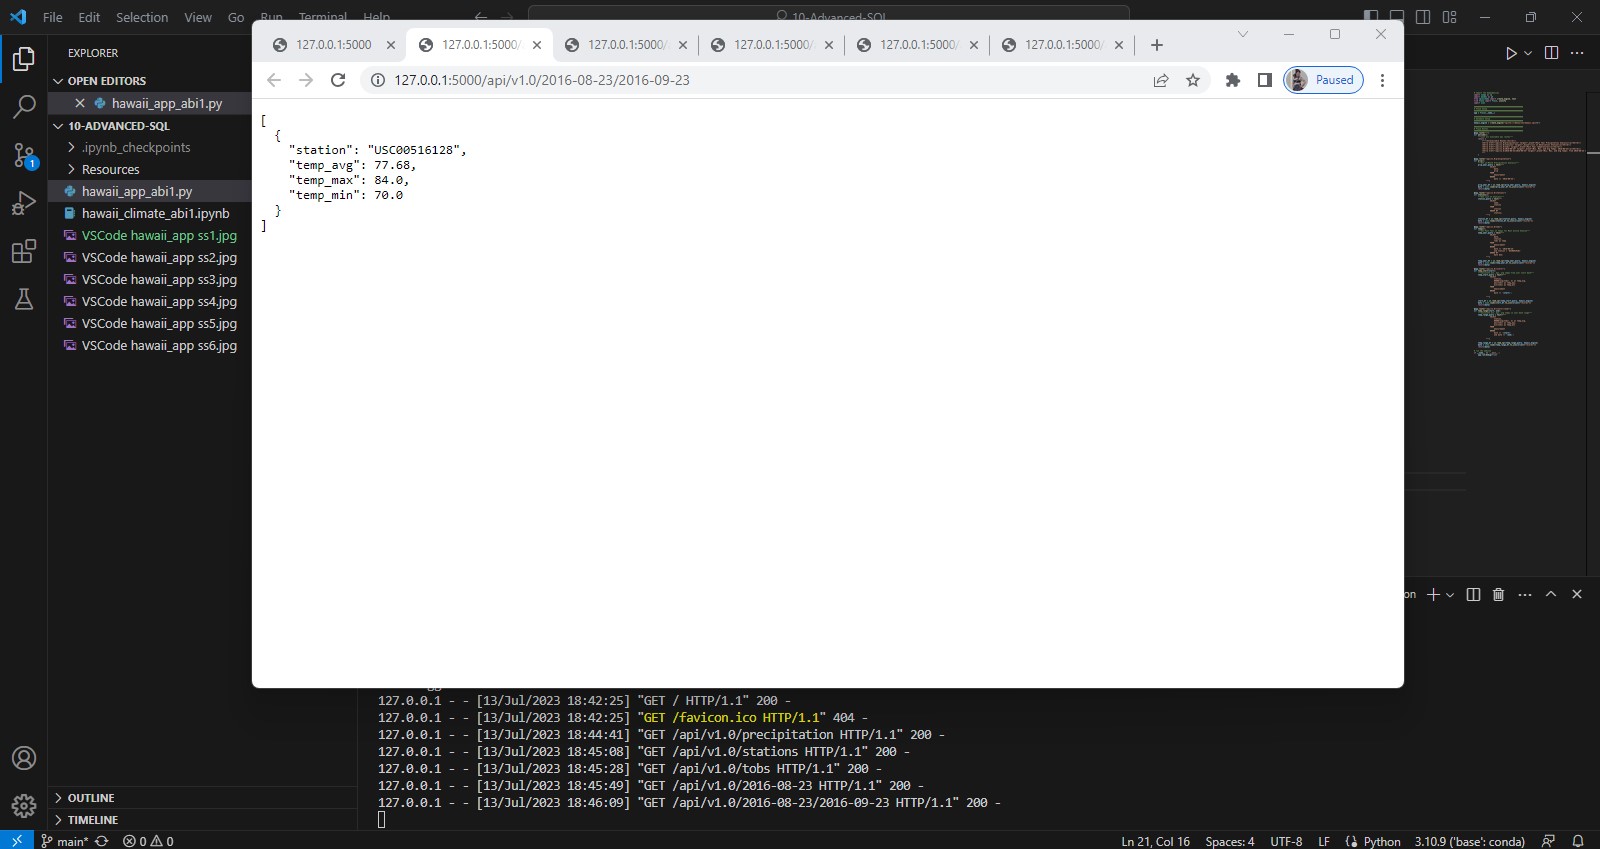 File Edit Selection View Go Run Terminal Help
10-Advanced-SQL
EXPLORER
OPEN EDITORS
hawaii_app_abi1.py
10-ADVANCED-SQL
.ipynb_checkpoints
Resources
hawaii_app_abi1.py
hawaii_climate_abi1.ipynb
VSCode hawaii_app ss1.jpg
VSCode hawaii_app ss2.jpg
VSCode hawaii_app ss3.jpg
VSCode hawaii_app ss4.jpg
VSCode hawaii_app ss5.jpg
VSCode hawaii_app ss6.jpg
1
OUTLINE
TIMELINE
127.0.0.1:5000 127.0.0.1:5000/ 127.0.0.1:5000/ 127.0.0.1:5000/ 127.0.0.1:5000/ 127.0.0.1:5000/
127.0.0.1:5000/api/v1.0/2016-08-23/2016-09-23 Paused
[
{
"station": "USC00516128",
"temp_avg": 77.68,
"temp_max": 84.0,
"temp_min": 70.0
}
]
on
127.0.0.1 - - [13/Jul/2023 18:42:25] "GET / HTTP/1.1" 200 -
127.0.0.1 - - [13/Jul/2023 18:42:25] "GET /favicon.ico HTTP/1.1" 404 -
127.0.0.1 - - [13/Jul/2023 18:44:41] "GET /api/v1.0/precipitation HTTP/1.1" 200 -
127.0.0.1 - - [13/Jul/2023 18:45:08] "GET /api/v1.0/stations HTTP/1.1" 200 -
127.0.0.1 - - [13/Jul/2023 18:45:28] "GET /api/v1.0/tobs HTTP/1.1" 200 -
127.0.0.1 - - [13/Jul/2023 18:45:49] "GET /api/v1.0/2016-08-23 HTTP/1.1" 200 -
127.0.0.1 - - [13/Jul/2023 18:46:09] "GET /api/v1.0/2016-08-23/2016-09-23 HTTP/1.1" 200 -
main* 0 0 Ln 21, Col 16 Spaces: 4 UTF-8 LF Python 3.10.9 ('base': conda)